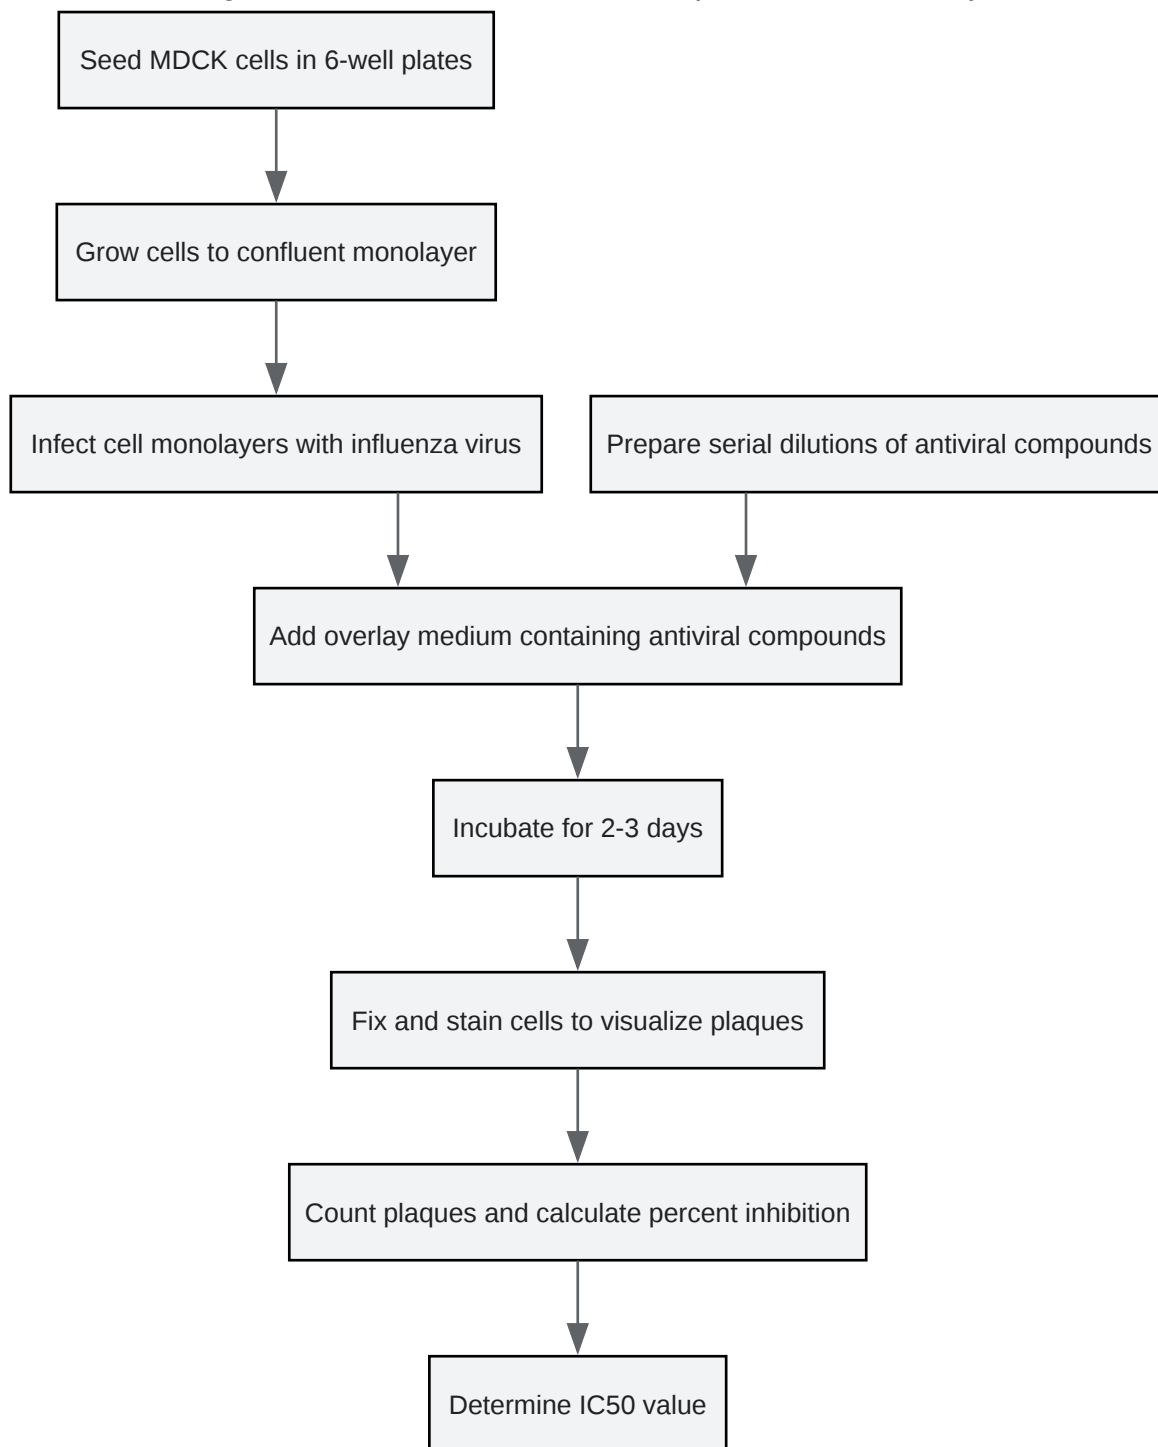 Seed MDCK cells in 6-well plates
Grow cells to confluent monolayer
Infect cell monolayers with influenza virus
Prepare serial dilutions of antiviral compounds
Add overlay medium containing antiviral compounds
Incubate for 2-3 days
Fix and stain cells to visualize plaques
Count plaques and calculate percent inhibition
Determine IC50 value